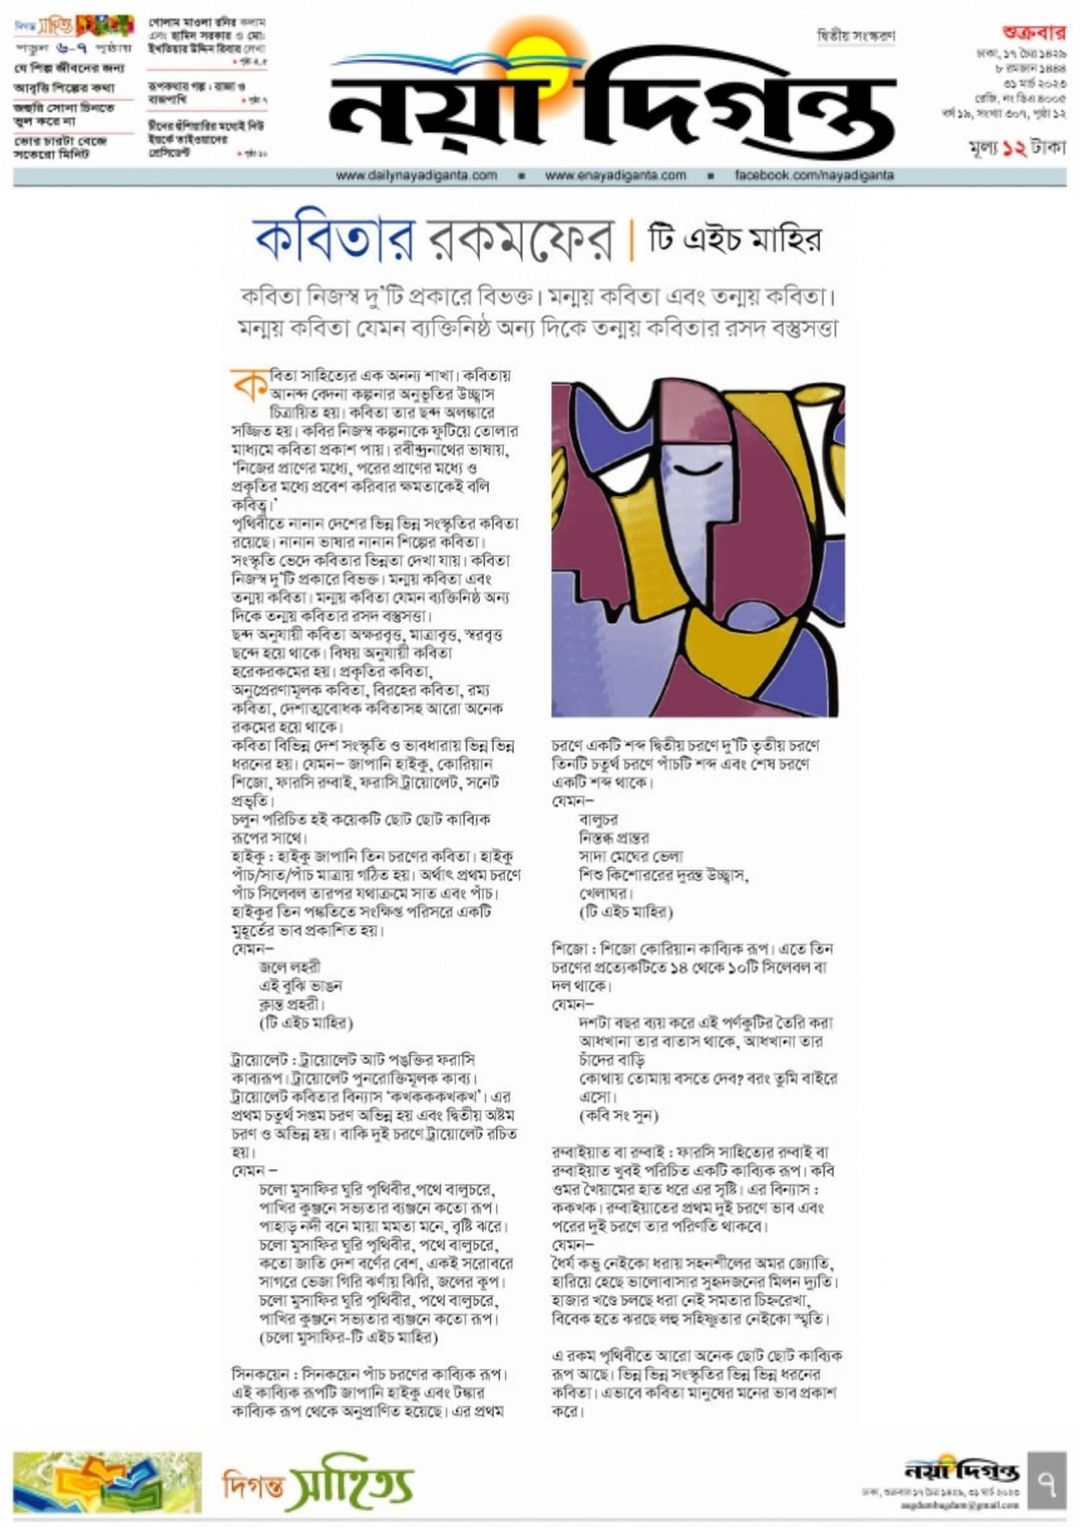 দিগন্ত সাহিত্য
পড়ুন ৬-৭ পৃষ্ঠায়
যে শিল্প জীবনের জন্য
আবৃত্তি শিল্পের কথা
জহুরি সোনা চিনতে
ভুল করে না
ভোর চারটা বেজে
সতেরো মিনিট
গোলাম মাওলা রনির কলাম
এবং হামিদ সরকার ও মো:
ইখতিয়ার উদ্দিন রিবার লেখা
» পৃষ্ঠা ৪,৫
রূপকথার গল্প : রাজা ও
বাজপাখি » পৃষ্ঠা ৭
চীনের হুঁশিয়ারির মধ্যেই নিউ
ইয়র্কে তাইওয়ানের
প্রেসিডেন্ট » পৃষ্ঠা ১০
নয়া দিগন্ত
দ্বিতীয় সংস্করণ
শুক্রবার
ঢাকা, ১৭ চৈত্র ১৪২৯
৮ রমজান ১৪৪৪
৩১ মার্চ ২০২৩
রেজি. নং ডিএ ৪০০৫
বর্ষ ১৯, সংখ্যা ৩০৭, পৃষ্ঠা ১২
মূল্য ১২ টাকা
www.dailynayadiganta.com ■ www.enayadiganta.com ■ facebook.com/nayadiganta
কবিতার রকমফের | টি এইচ মাহির
কবিতা নিজস্ব দু'টি প্রকারে বিভক্ত। মন্ময় কবিতা এবং তন্ময় কবিতা।
মন্ময় কবিতা যেমন ব্যক্তিনিষ্ঠ অন্য দিকে তন্ময় কবিতার রসদ বস্তুসত্তা
কবিতা সাহিত্যের এক অনন্য শাখা। কবিতায়
আনন্দ বেদনা কল্পনার অনুভূতির উচ্ছ্বাস
চিত্রায়িত হয়। কবিতা তার ছন্দ অলঙ্কারে
সজ্জিত হয়। কবির নিজস্ব কল্পনাকে ফুটিয়ে তোলার
মাধ্যমে কবিতা প্রকাশ পায়। রবীন্দ্রনাথের ভাষায়,
'নিজের প্রাণের মধ্যে, পরের প্রাণের মধ্যে ও
প্রকৃতির মধ্যে প্রবেশ করিবার ক্ষমতাকেই বলি
কবিত্ব।'
পৃথিবীতে নানান দেশের ভিন্ন ভিন্ন সংস্কৃতির কবিতা
রয়েছে। নানান ভাষার নানান শিল্পের কবিতা।
সংস্কৃতি ভেদে কবিতার ভিন্নতা দেখা যায়। কবিতা
নিজস্ব দু'টি প্রকারে বিভক্ত। মন্ময় কবিতা এবং
তন্ময় কবিতা। মন্ময় কবিতা যেমন ব্যক্তিনিষ্ঠ অন্য
দিকে তন্ময় কবিতার রসদ বস্তুসত্তা।
ছন্দ অনুযায়ী কবিতা অক্ষরবৃত্ত, মাত্রাবৃত্ত, স্বরবৃত্ত
ছন্দে হয়ে থাকে। বিষয় অনুযায়ী কবিতা
হরেকরকমের হয়। প্রকৃতির কবিতা,
অনুপ্রেরণামূলক কবিতা, বিরহের কবিতা, রম্য
কবিতা, দেশাত্মবোধক কবিতাসহ আরো অনেক
রকমের হয়ে থাকে।
কবিতা বিভিন্ন দেশ সংস্কৃতি ও ভাবধারায় ভিন্ন ভিন্ন
ধরনের হয়। যেমন– জাপানি হাইকু, কোরিয়ান
শিজো, ফারসি রুবাই, ফরাসি ট্রায়োলেট, সনেট
প্রভৃতি।
চলুন পরিচিত হই কয়েকটি ছোট ছোট কাব্যিক
রূপের সাথে।
হাইকু : হাইকু জাপানি তিন চরণের কবিতা। হাইকু
পাঁচ/সাত/পাঁচ মাত্রায় গঠিত হয়। অর্থাৎ প্রথম চরণে
পাঁচ সিলেবল তারপর যথাক্রমে সাত এবং পাঁচ।
হাইকুর তিন পঙ্কতিতে সংক্ষিপ্ত পরিসরে একটি
মুহূর্তের ভাব প্রকাশিত হয়।
যেমন–
জলে লহরী
এই বুঝি ভাঙন
ক্লান্ত প্রহরী।
(টি এইচ মাহির)
ট্রায়োলেট : ট্রায়োলেট আট পঙক্তির ফরাসি
কাব্যরূপ। ট্রায়োলেট পুনরোক্তিমূলক কাব্য।
ট্রায়োলেট কবিতার বিন্যাস 'কখকককখকখ'। এর
প্রথম চতুর্থ সপ্তম চরণ অভিন্ন হয় এবং দ্বিতীয় অষ্টম
চরণ ও অভিন্ন হয়। বাকি দুই চরণে ট্রায়োলেট রচিত
হয়।
যেমন –
চলো মুসাফির ঘুরি পৃথিবীর,পথে বালুচরে,
পাখির কুঞ্জনে সভ্যতার ব্যঞ্জনে কতো রূপ।
পাহাড় নদী বনে মায়া মমতা মনে, বৃষ্টি ঝরে।
চলো মুসাফির ঘুরি পৃথিবীর, পথে বালুচরে,
কতো জাতি দেশ বর্ণের বেশ, একই সরোবরে
সাগরে ভেজা গিরি ঝর্ণায় ঝিরি, জলের কূপ।
চলো মুসাফির ঘুরি পৃথিবীর, পথে বালুচরে,
পাখির কুঞ্জনে সভ্যতার ব্যঞ্জনে কতো রূপ।
(চলো মুসাফির-টি এইচ মাহির)
সিনকয়েন : সিনকয়েন পাঁচ চরণের কাব্যিক রূপ।
এই কাব্যিক রূপটি জাপানি হাইকু এবং টঙ্কার
কাব্যিক রূপ থেকে অনুপ্রাণিত হয়েছে। এর প্রথম
চরণে একটি শব্দ দ্বিতীয় চরণে দু'টি তৃতীয় চরণে
তিনটি চতুর্থ চরণে পাঁচটি শব্দ এবং শেষ চরণে
একটি শব্দ থাকে।
যেমন–
বালুচর
নিস্তব্ধ প্রান্তর
সাদা মেঘের ভেলা
শিশু কিশোররের দুরন্ত উচ্ছ্বাস,
খেলাঘর।
(টি এইচ মাহির)
শিজো : শিজো কোরিয়ান কাব্যিক রূপ। এতে তিন
চরণের প্রত্যেকটিতে ১৪ থেকে ১০টি সিলেবল বা
দল থাকে।
যেমন–
দশটা বছর ব্যয় করে এই পর্ণকুটির তৈরি করা
আধখানা তার বাতাস থাকে, আধখানা তার
চাঁদের বাড়ি
কোথায় তোমায় বসতে দেব? বরং তুমি বাইরে
এসো।
(কবি সং সুন)
রুবাইয়াত বা রুবাই : ফারসি সাহিত্যের রুবাই বা
রুবাইয়াত খুবই পরিচিত একটি কাব্যিক রূপ। কবি
ওমর খৈয়ামের হাত ধরে এর সৃষ্টি। এর বিন্যাস :
ককখক। রুবাইয়াতের প্রথম দুই চরণে ভাব এবং
পরের দুই চরণে তার পরিণতি থাকবে।
যেমন–
ধৈর্য কভু নেইকো ধরায় সহনশীলের অমর জ্যোতি,
হারিয়ে হেছে ভালোবাসার সুহৃদজনের মিলন দ্যুতি।
হাজার খণ্ডে চলছে ধরা নেই সমতার চিহ্নরেখা,
বিবেক হতে ঝরছে লহু সহিষ্ণুতার নেইকো স্মৃতি।
এ রকম পৃথিবীতে আরো অনেক ছোট ছোট কাব্যিক
রূপ আছে। ভিন্ন ভিন্ন সংস্কৃতির ভিন্ন ভিন্ন ধরনের
কবিতা। এভাবে কবিতা মানুষের মনের ভাব প্রকাশ
করে।
দিগন্ত সাহিত্য
নয়া দিগন্ত
ঢাকা, শুক্রবার ১৭ চৈত্র ১৪২৯, ৩১ মার্চ ২০২৩
aagdumbagdum@gmail.com
৭